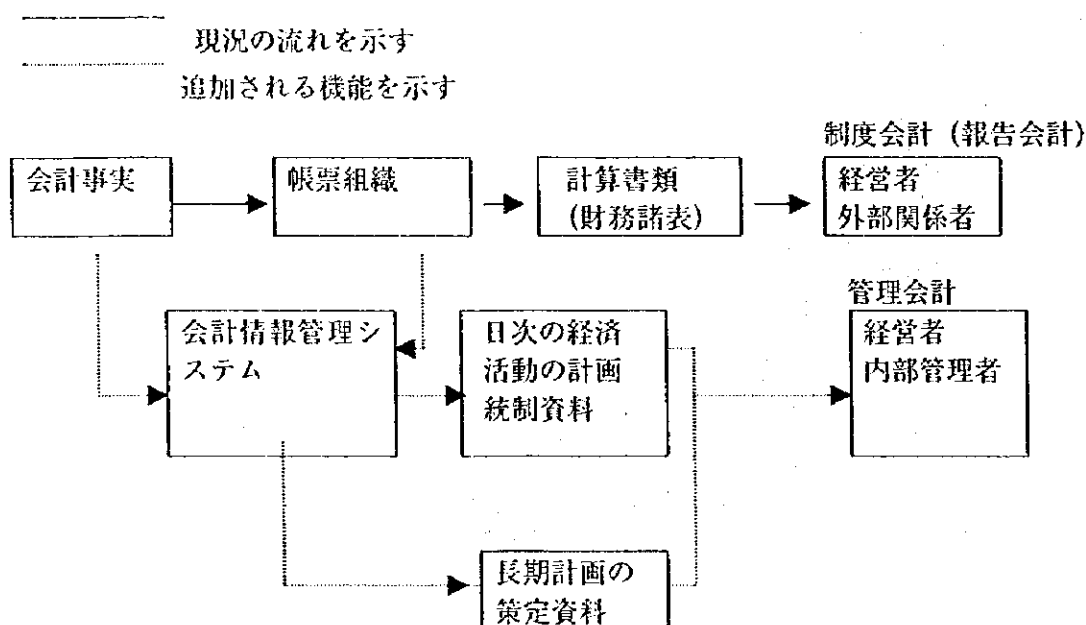 現況の流れを示す
追加される機能を示す
制度会計 (報告会計)
会計事実
帳票組織
計算書類
(財務諸表)
経営者
外部関係者
管理会計
会計情報管理シ
ステム
日次の経済
活動の計画
統制資料
経営者
内部管理者
長期計画の
策定資料